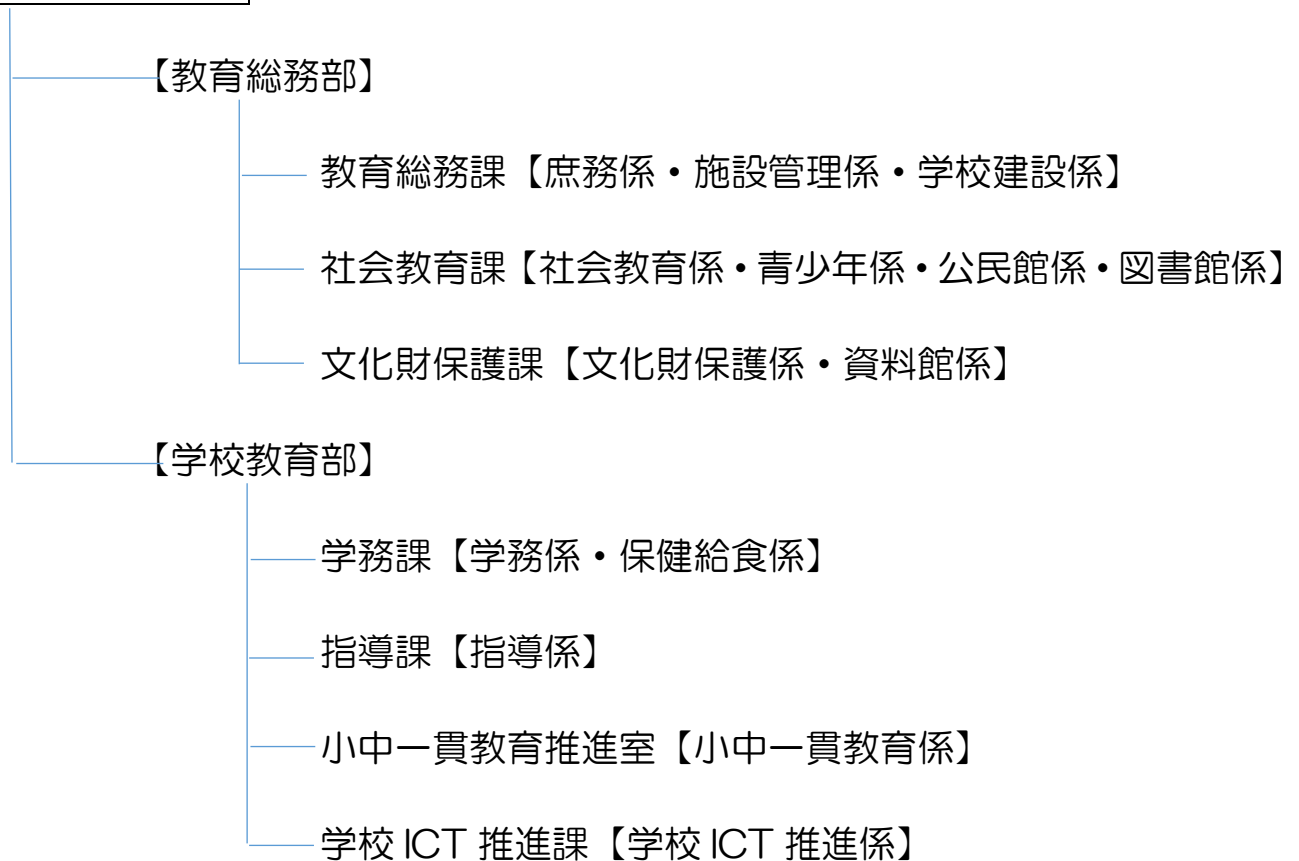 【教育総務部】
教育総務課【庶務係・施設管理係・学校建設係】
社会教育課【社会教育係・青少年係・公民館係・図書館係】
文化財保護課【文化財保護係・資料館係】
【学校教育部】
学務課【学務係・保健給食係】
指導課【指導係】
小中一貫教育推進室【小中一貫教育係】
学校 ICT 推進課【学校 ICT 推進係】